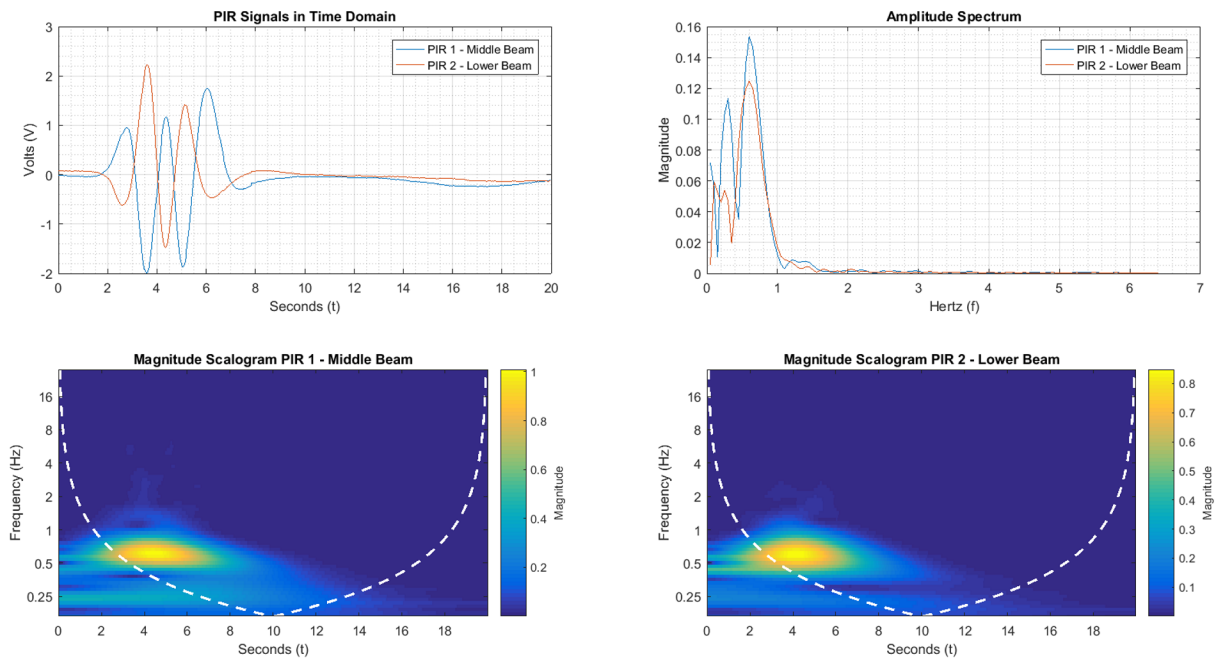 PIR Signals in Time Domain
Volts (V)
3
2
1
0
-1
-2
PIR 1 - Middle Beam
PIR 2 - Lower Beam
0 2 4 6 8 10 12 14 16 18 20
Seconds (t)
Amplitude Spectrum
Magnitude
0.16
0.14
0.12
0.10
0.08
0.06
0.04
0.02
0
PIR 1 - Middle Beam
PIR 2 - Lower Beam
0 1 2 3 4 5 6 7
Hertz (f)
Magnitude Scalogram PIR 1 - Middle Beam
Frequency (Hz)
16
8
4
2
1
0.5
0.25
0 2 4 6 8 10 12 14 16 18
Seconds (t)
1
0.8
0.6
0.4
0.2
Magnitude
Magnitude Scalogram PIR 2 - Lower Beam
Frequency (Hz)
16
8
4
2
1
0.5
0.25
0 2 4 6 8 10 12 14 16 18
Seconds (t)
0.8
0.7
0.6
0.5
0.4
0.3
0.2
0.1
Magnitude